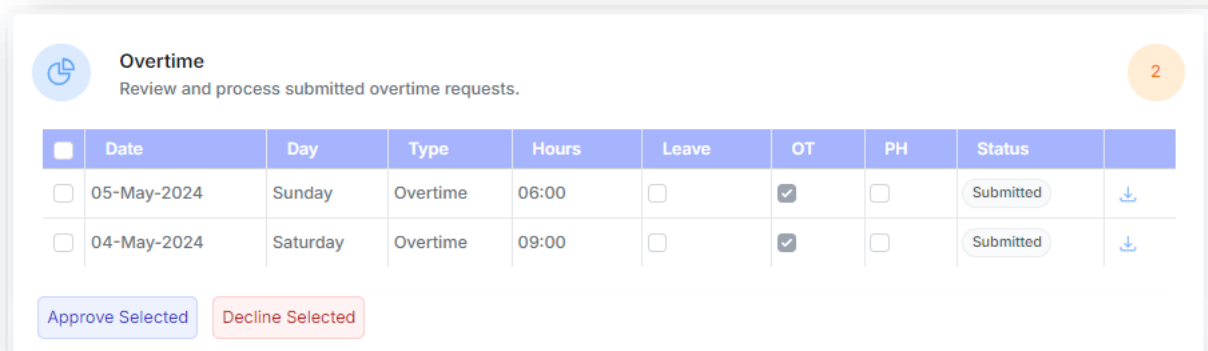 Overtime
2
Review and process submitted overtime requests.
Date Day Type Hours Leave OT PH Status
05-May-2024 Sunday Overtime 06:00 Submitted
04-May-2024 Saturday Overtime 09:00 Submitted
Approve Selected Decline Selected